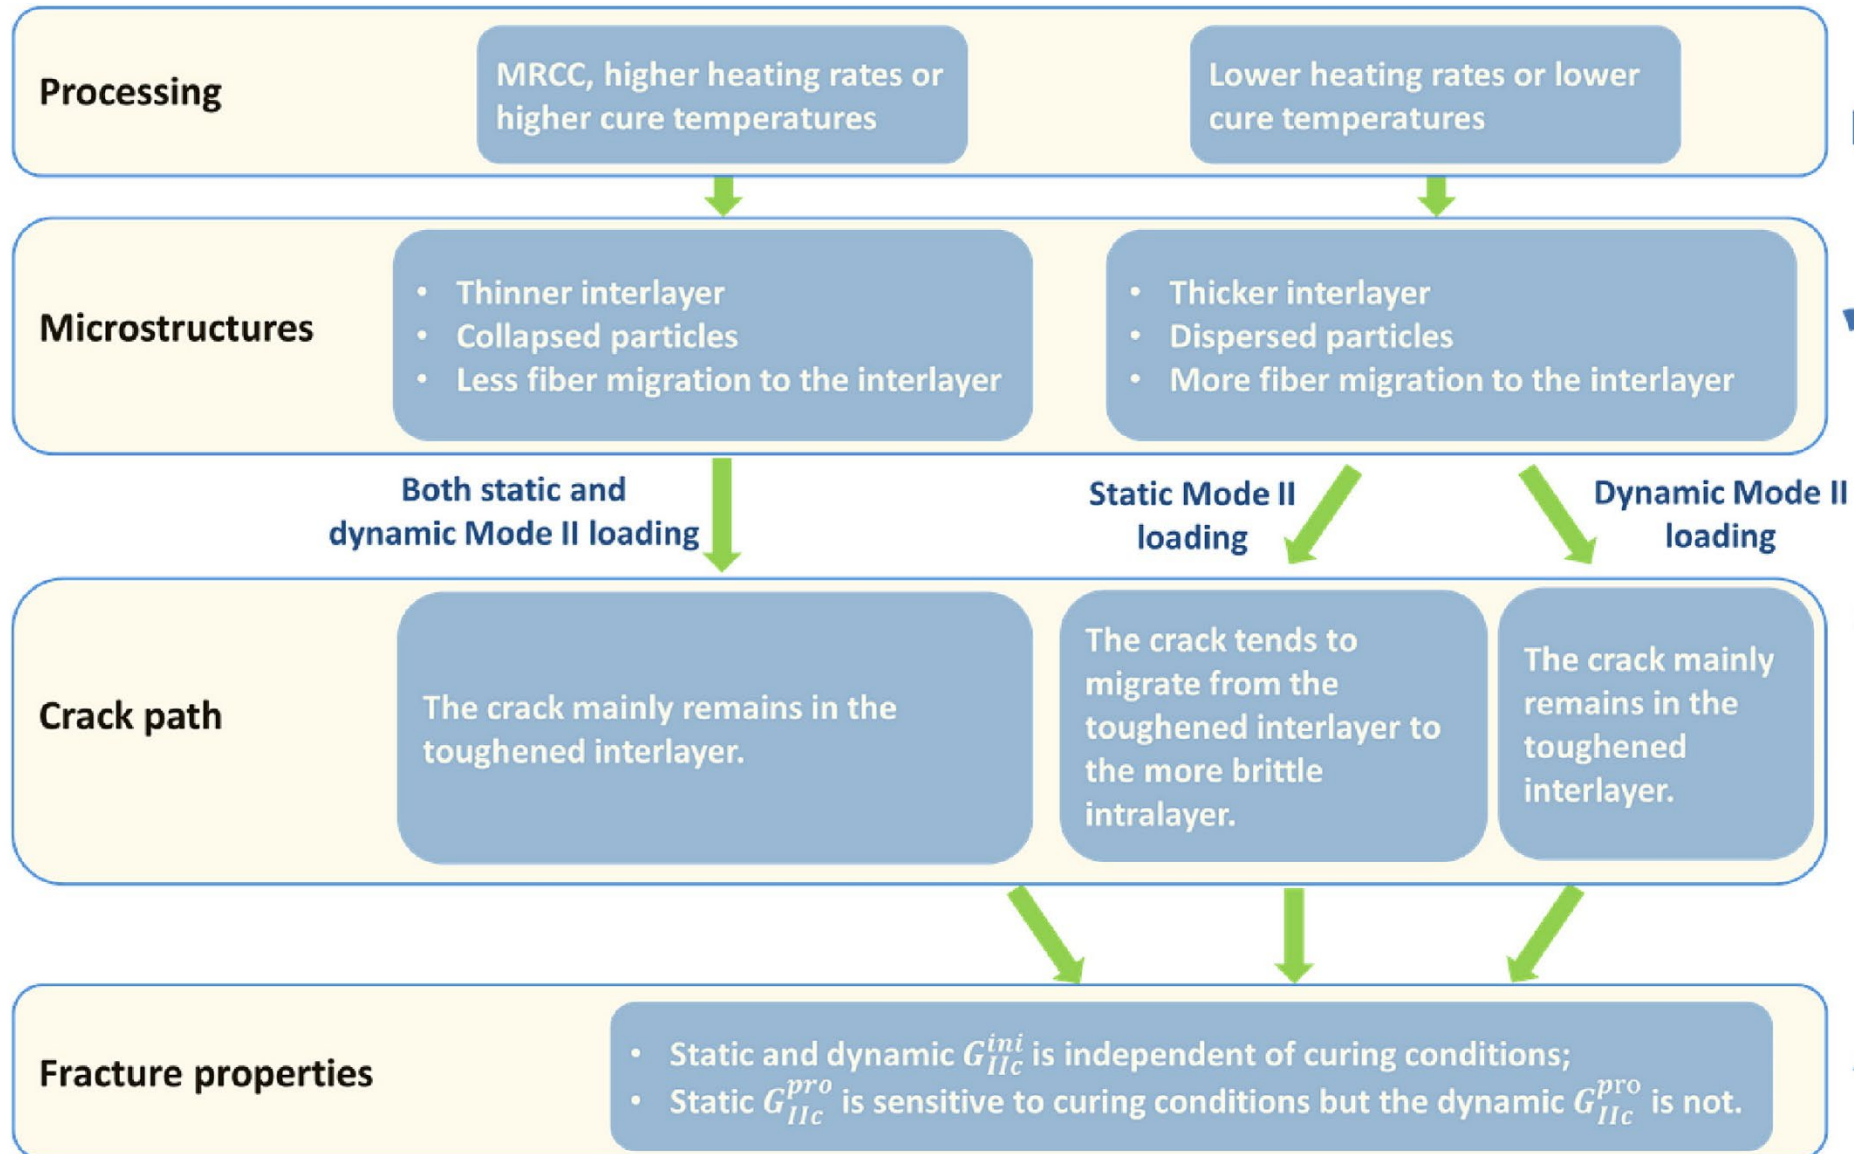 Processing
MRCC, higher heating rates or
higher cure temperatures
Lower heating rates or lower
cure temperatures
Microstructures
• Thinner interlayer
• Collapsed particles
• Less fiber migration to the interlayer
• Thicker interlayer
• Dispersed particles
• More fiber migration to the interlayer
Both static and
dynamic Mode II loading
Static Mode II
loading
Dynamic Mode II
loading
Crack path
The crack mainly remains in the
toughened interlayer.
The crack tends to
migrate from the
toughened interlayer to
the more brittle
intralayer.
The crack mainly
remains in the
toughened
interlayer.
Fracture properties
• Static and dynamic $G_{IIc}^{ini}$ is independent of curing conditions;
• Static $G_{IIc}^{pro}$ is sensitive to curing conditions but the dynamic $G_{IIc}^{pro}$ is not.